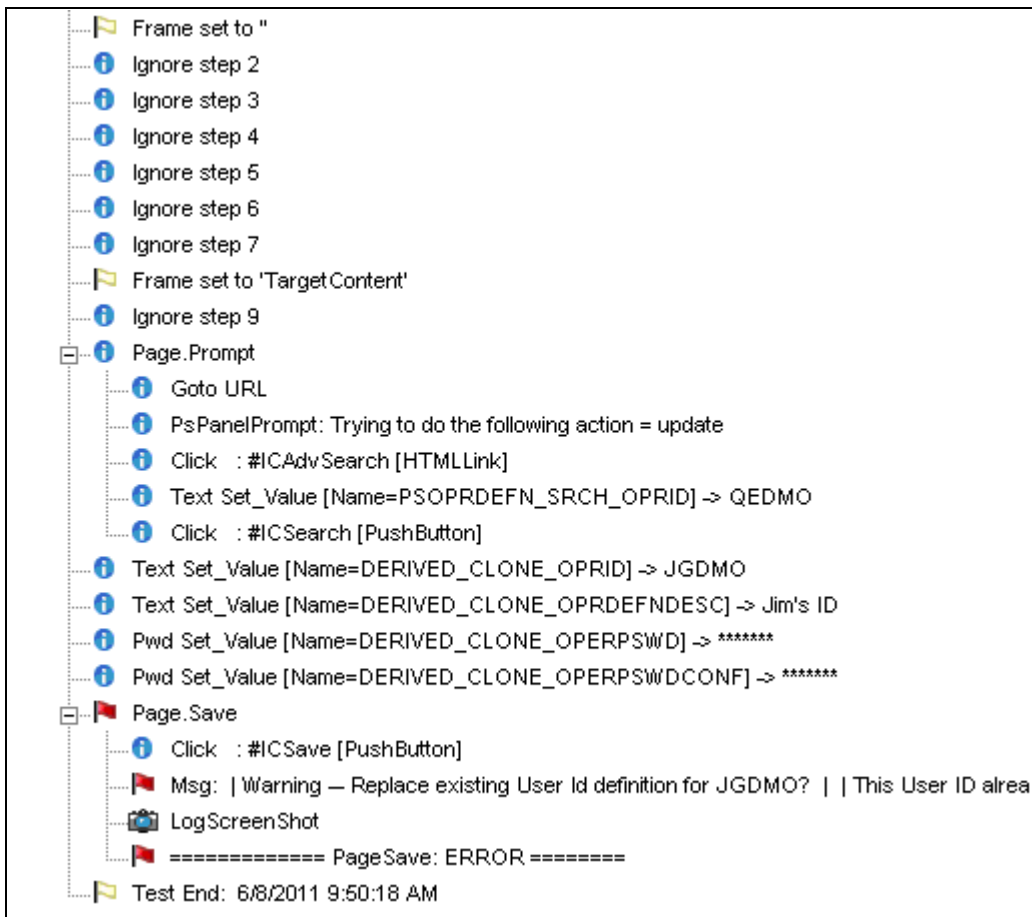 Frame set to ''
Ignore step 2
Ignore step 3
Ignore step 4
Ignore step 5
Ignore step 6
Ignore step 7
Frame set to 'TargetContent'
Ignore step 9
Page.Prompt
Goto URL
PsPanelPrompt: Trying to do the following action = update
Click : #ICAdvSearch [HTMLLink]
Text Set_Value [Name=PSOPRDEFN_SRCH_OPRID] -> QEDMO
Click : #ICSearch [PushButton]
Text Set_Value [Name=DERIVED_CLONE_OPRID] -> JGDMO
Text Set_Value [Name=DERIVED_CLONE_OPRDEFNDESC] -> Jim's ID
Pwd Set_Value [Name=DERIVED_CLONE_OPERPSWD] -> *******
Pwd Set_Value [Name=DERIVED_CLONE_OPERPSWDCONF] -> *******
Page.Save
Click : #ICSave [PushButton]
Msg: | Warning -- Replace existing User Id definition for JGDMO? | | This User ID alrea
LogScreenShot
============= PageSave: ERROR ========
Test End: 6/8/2011 9:50:18 AM